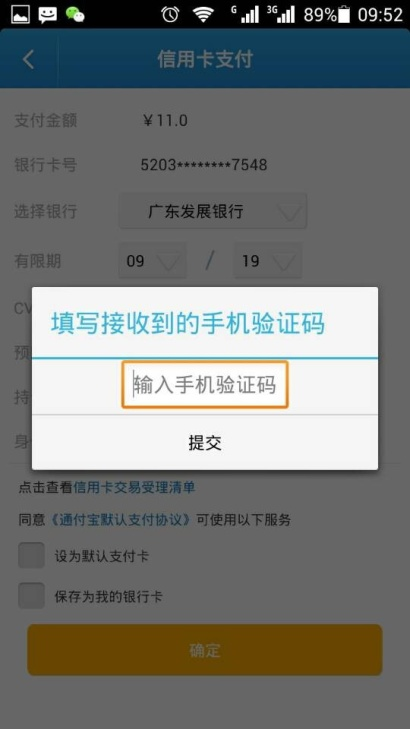 G 3G 89% 09:52
信用卡支付
支付金额 ￥11.0
银行卡号 5203********7548
选择银行 广东发展银行
有限期 09 / 19
CV
填写接收到的手机验证码
预
输入手机验证码
持
提交
身
点击查看信用卡交易受理清单
同意《通付宝默认支付协议》可使用以下服务
设为默认支付卡
保存为我的银行卡
确定